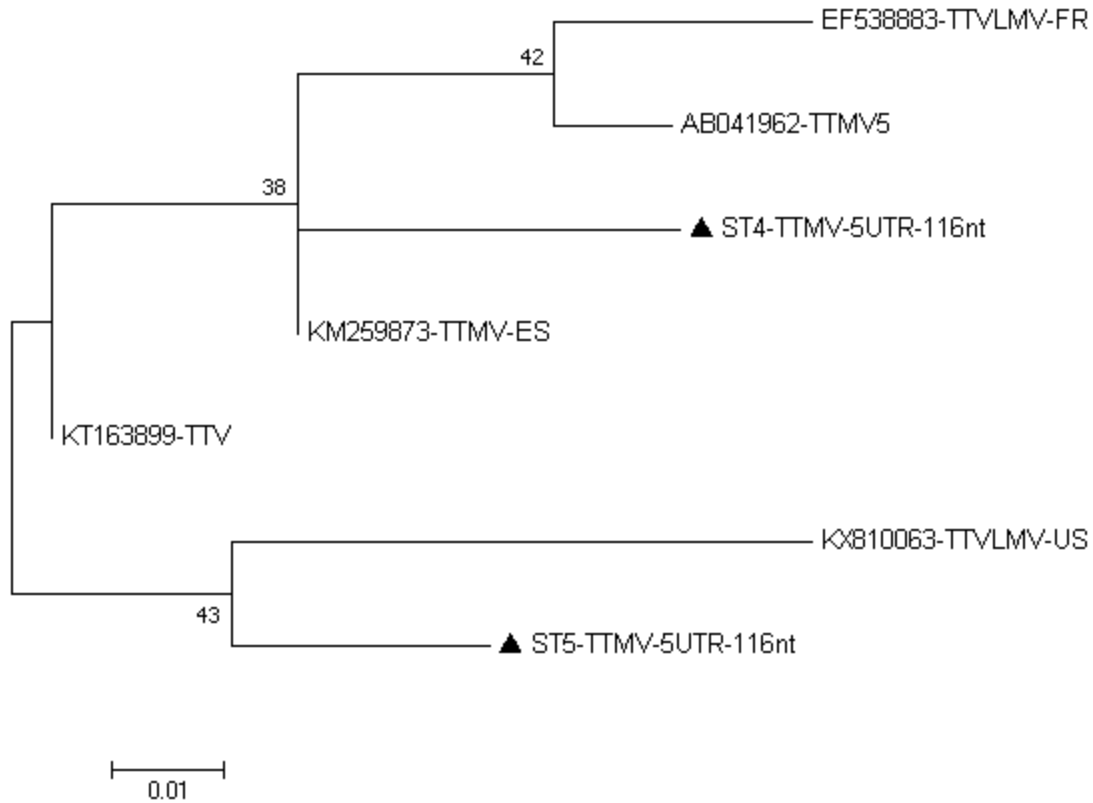 EF538883-TTVLMV-FR
42
AB041962-TTMV5
38
ST4-TTMV-5UTR-116nt
KM259873-TTMV-ES
KT163899-TTV
KX810063-TTVLMV-US
43
ST5-TTMV-5UTR-116nt
0.01